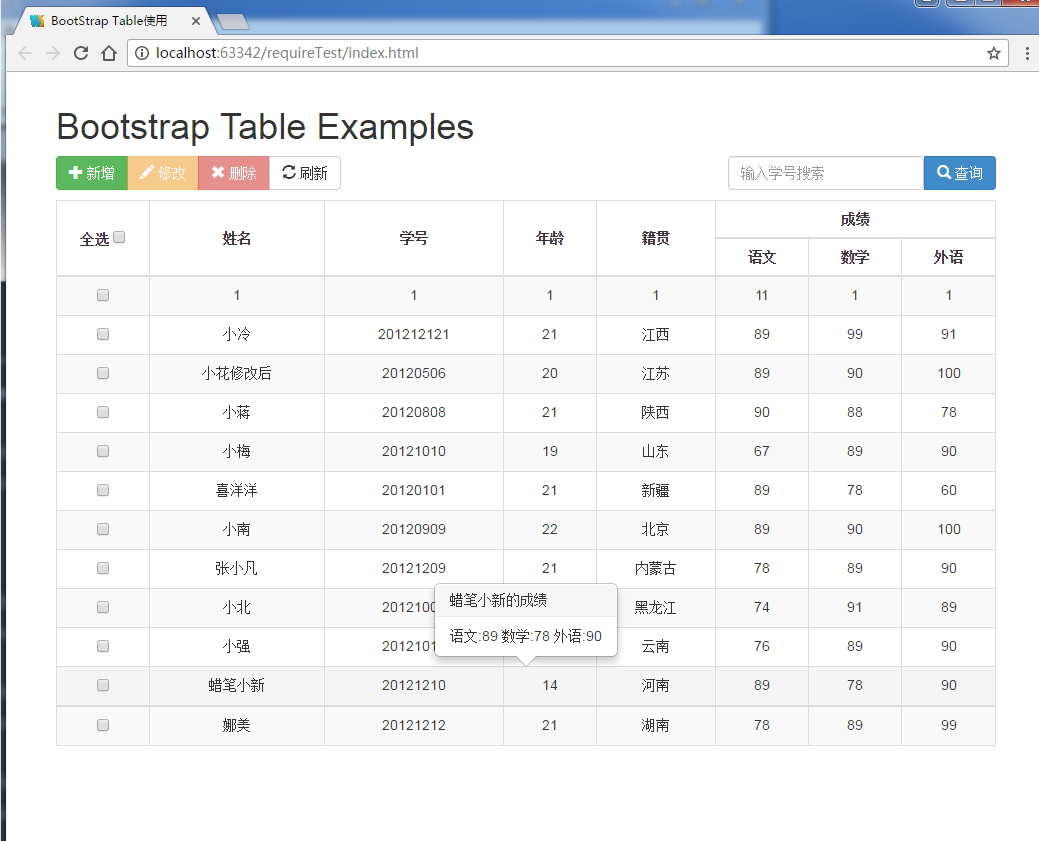 BootStrap Table使用
localhost:63342/requireTest/index.html
Bootstrap Table Examples
新增 修改 删除 刷新 输入学号搜索 查询
全选 姓名 学号 年龄 籍贯 成绩
语文 数学 外语
1 1 1 1 11 1 1
小冷 201212121 21 江西 89 99 91
小花修改后 20120506 20 江苏 89 90 100
小蒋 20120808 21 陕西 90 88 78
小梅 20121010 19 山东 67 89 90
喜洋洋 20120101 21 新疆 89 78 60
小南 20120909 22 北京 89 90 100
张小凡 20121209 21 内蒙古 78 89 90
小北 2012100 黑龙江 74 91 89
小强 2012101 云南 76 89 90
蜡笔小新的成绩
语文:89 数学:78 外语:90
蜡笔小新 20121210 14 河南 89 78 90
娜美 20121212 21 湖南 78 89 99